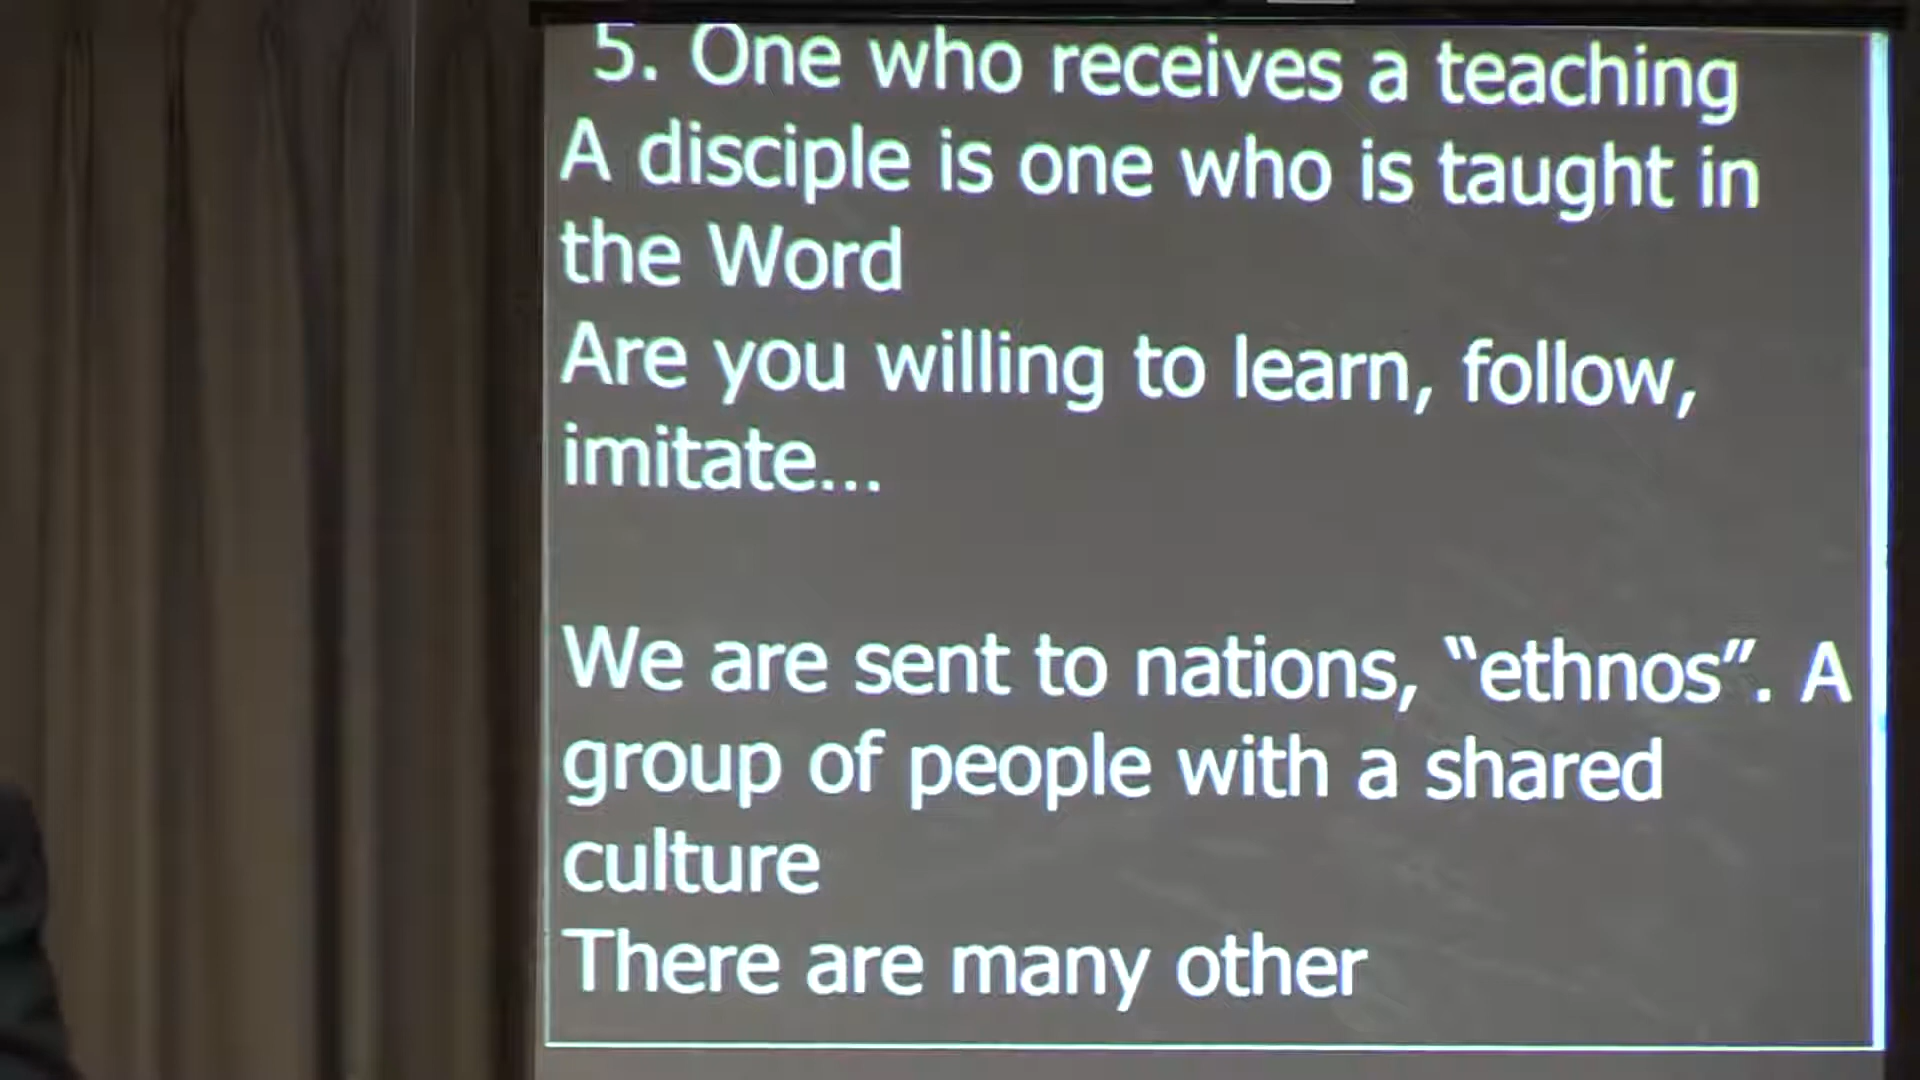 5. One who receives a teaching
A disciple is one who is taught in
the Word
Are you willing to learn, follow,
imitate...
We are sent to nations, “ethnos”. A
group of people with a shared
culture
There are many other